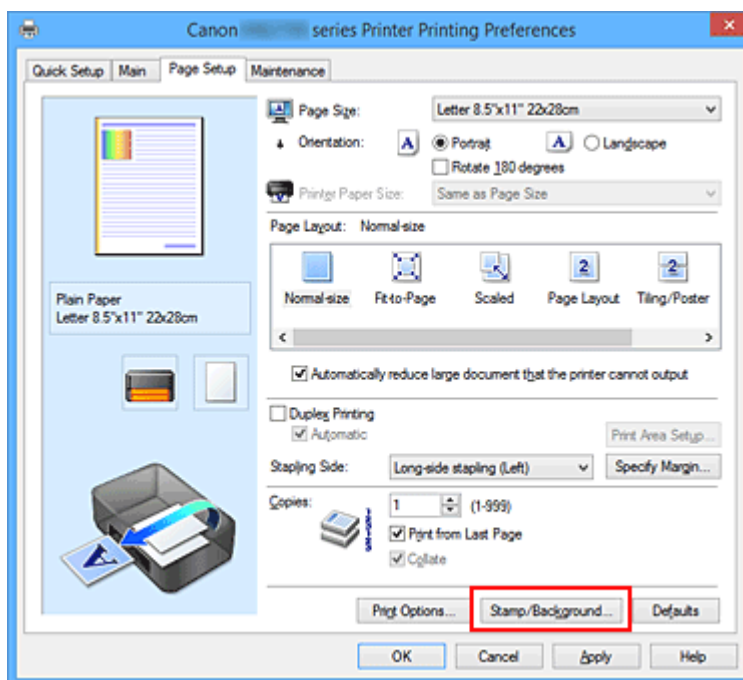 Canon series Printer Printing Preferences
Quick Setup Main Page Setup Maintenance
Page Size: Letter 8.5"x11" 22x28cm
Orientation: A Portrait A Landscape
Rotate 180 degrees
Printer Paper Size: Same as Page Size
Page Layout: Normal-size
2 2
Normal-size Fit-to-Page Scaled Page Layout Tiling/Poster
Plain Paper
Letter 8.5"x11" 22x28cm
Automatically reduce large document that the printer cannot output
Duplex Printing
Automatic Print Area Setup...
Stapling Side: Long-side stapling (Left) Specify Margin...
Copies: 1 (1-999)
Print from Last Page
Collate
A
Print Options... Stamp/Background... Defaults
OK Cancel Apply Help